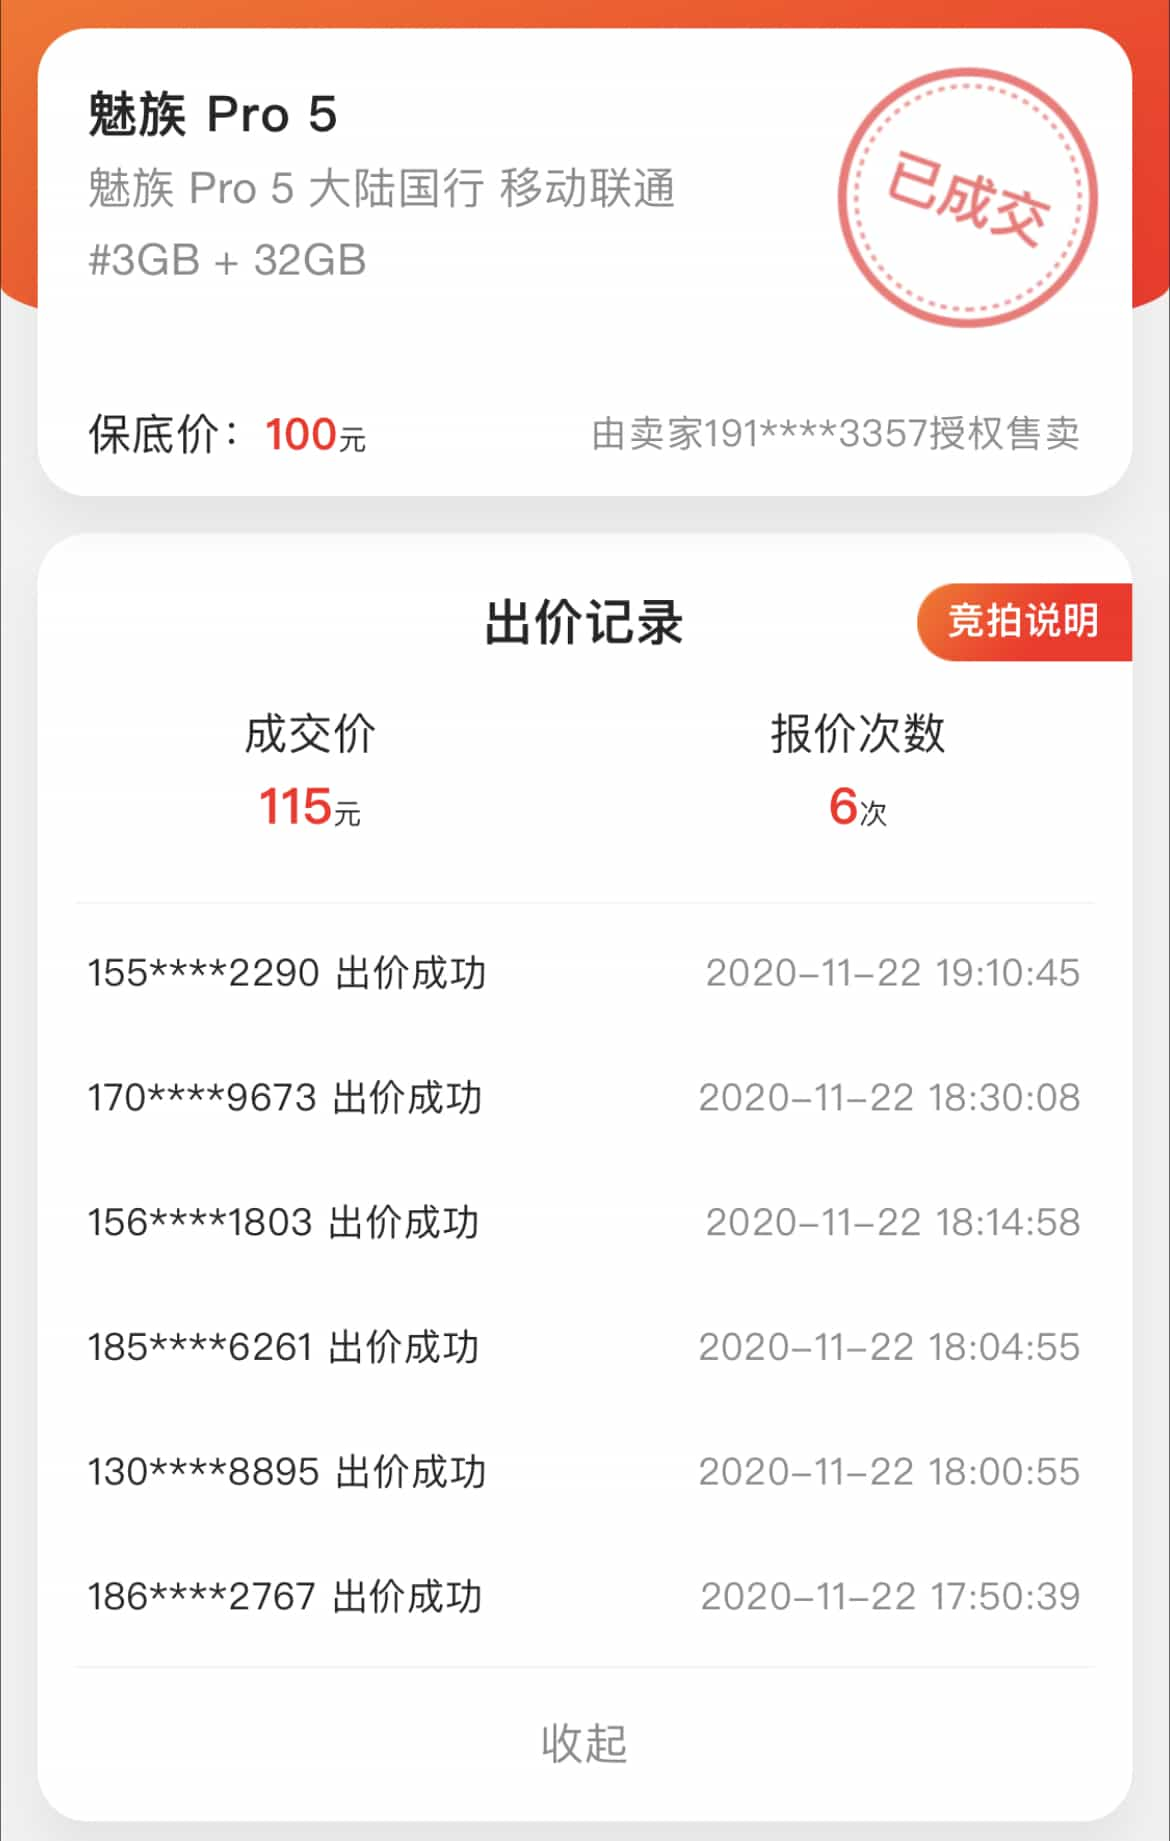 魅族 Pro 5
已成交
魅族 Pro 5 大陆国行 移动联通
#3GB + 32GB
保底价：100元
由卖家191****3357授权售卖
出价记录
竞拍说明
成交价
报价次数
115元
6次
155****2290 出价成功 2020-11-22 19:10:45
170****9673 出价成功 2020-11-22 18:30:08
156****1803 出价成功 2020-11-22 18:14:58
185****6261 出价成功 2020-11-22 18:04:55
130****8895 出价成功 2020-11-22 18:00:55
186****2767 出价成功 2020-11-22 17:50:39
收起